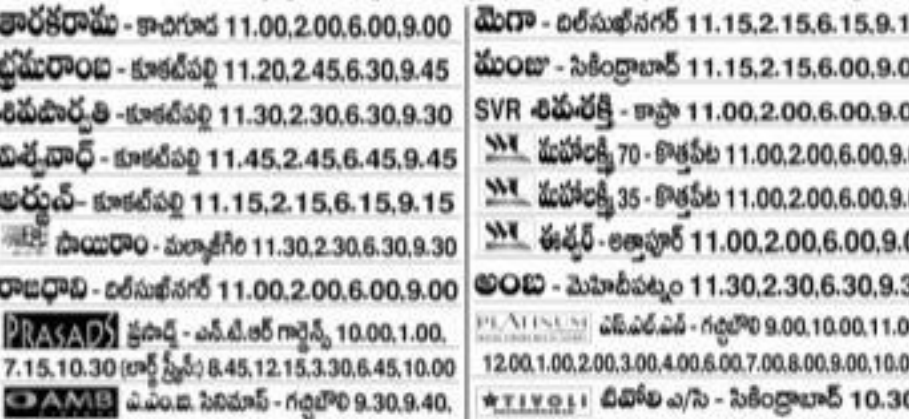 తారకరామ - కాచిగూడ 11.00,2.00,6.00,9.00
భ్రమరాంబ - కూకట్‌పల్లి 11.20,2.45,6.30,9.45
శివపార్వతి -కూకట్‌పల్లి 11.30,2.30,6.30,9.30
విశ్వనాథ్ - కూకట్‌పల్లి 11.45,2.45,6.45,9.45
అర్జున్- కూకట్‌పల్లి 11.15,2.15,6.15,9.15
సాయిరాం - మల్కాజ్‌గిరి 11.30,2.30,6.30,9.30
రాజధాని - దిల్‌సుఖ్‌నగర్ 11.00,2.00,6.00,9.00
PRASADS ప్రసాద్స్ - ఎన్.టి.ఆర్ గార్డెన్స్ 10.00,1.00,
7.15,10.30 (లార్జ్ స్క్రీన్) 8.45,12.15,3.30,6.45,10.00
AMB ఎ.ఎం.బి. సినిమాస్ - గచ్చిబౌలి 9.30,9.40,
మెగా - దిల్‌సుఖ్‌నగర్ 11.15,2.15,6.15,9.1
మంజు - సికింద్రాబాద్ 11.15,2.15,6.00,9.0
SVR శివశక్తి - కాప్రా 11.00,2.00,6.00,9.0
మహాలక్ష్మి 70 - కొత్తపేట 11.00,2.00,6.00,9.
మహాలక్ష్మి 35 - కొత్తపేట 11.00,2.00,6.00,9.
ఈశ్వర్ - అత్తాపూర్ 11.00,2.00,6.00,9.0
అంబ - మెహిదీపట్నం 11.30,2.30,6.30,9.3
PLATINUM ఎస్.ఎల్.ఎన్ - గచ్చిబౌలి 9.00,10.00,11.0
12.00,1.00,2.00,3.00,4.00,6.00,7.00,8.00,9.00,10.0
TIVOLI టివోలి ఎ/సి - సికింద్రాబాద్ 10.30